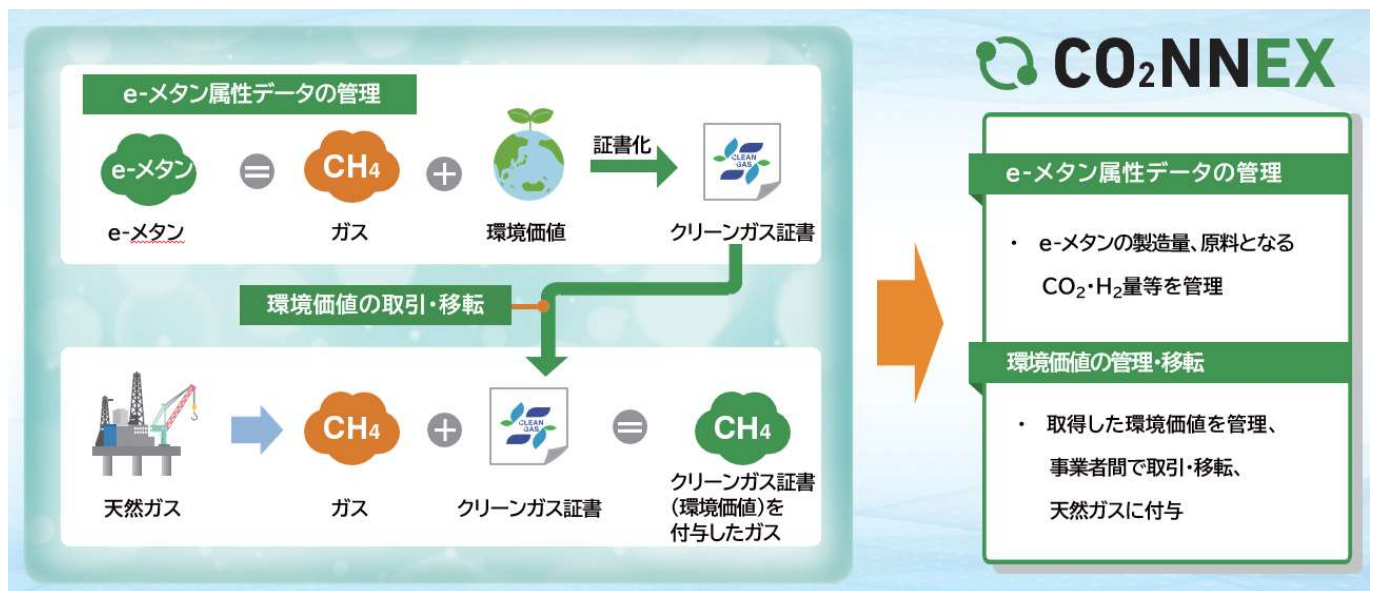 e-メタン属性データの管理
e-メタン
CH4
証書化
CLEAN
GAS
e-メタン
ガス
環境価値
クリーンガス証書
環境価値の取引・移転
CH4
CLEAN
GAS
CH4
天然ガス
ガス
クリーンガス証書
クリーンガス証書
(環境価値)を
付与したガス
CO₂NNEX
e-メタン属性データの管理
・ e-メタンの製造量、原料となる
CO₂・H₂量等を管理
環境価値の管理・移転
・ 取得した環境価値を管理、
事業者間で取引・移転、
天然ガスに付与